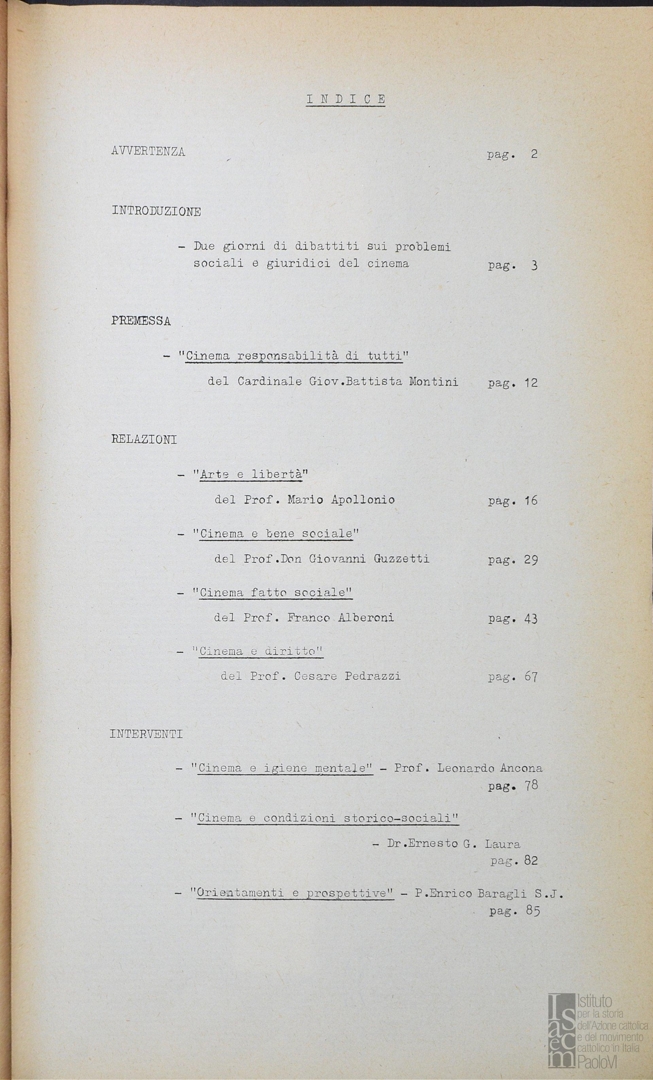 I N D I C E
AVVERTENZA pag. 2
INTRODUZIONE
- Due giorni di dibattiti sui problemi
sociali e giuridici del cinema pag. 3
PREMESSA
- "Cinema responsabilità di tutti"
del Cardinale Giov.Battista Montini pag. 12
RELAZIONI
- "Arte e libertà"
del Prof. Mario Apollonio pag. 16
- "Cinema e bene sociale"
del Prof.Don Giovanni Guzzetti pag. 29
- "Cinema fatto sociale"
del Prof. Franco Alberoni pag. 43
- "Cinema e diritto"
del Prof. Cesare Pedrazzi pag. 67
INTERVENTI
- "Cinema e igiene mentale" - Prof. Leonardo Ancona
pag. 78
- "Cinema e condizioni storico-sociali"
- Dr.Ernesto G. Laura
pag. 82
- "Orientamenti e prospettive" - P.Enrico Baragli S.J.
pag. 85
Isacem
Istituto
per la storia
dell'Azione cattolica
e del movimento
cattolico in Italia
PaoloVI